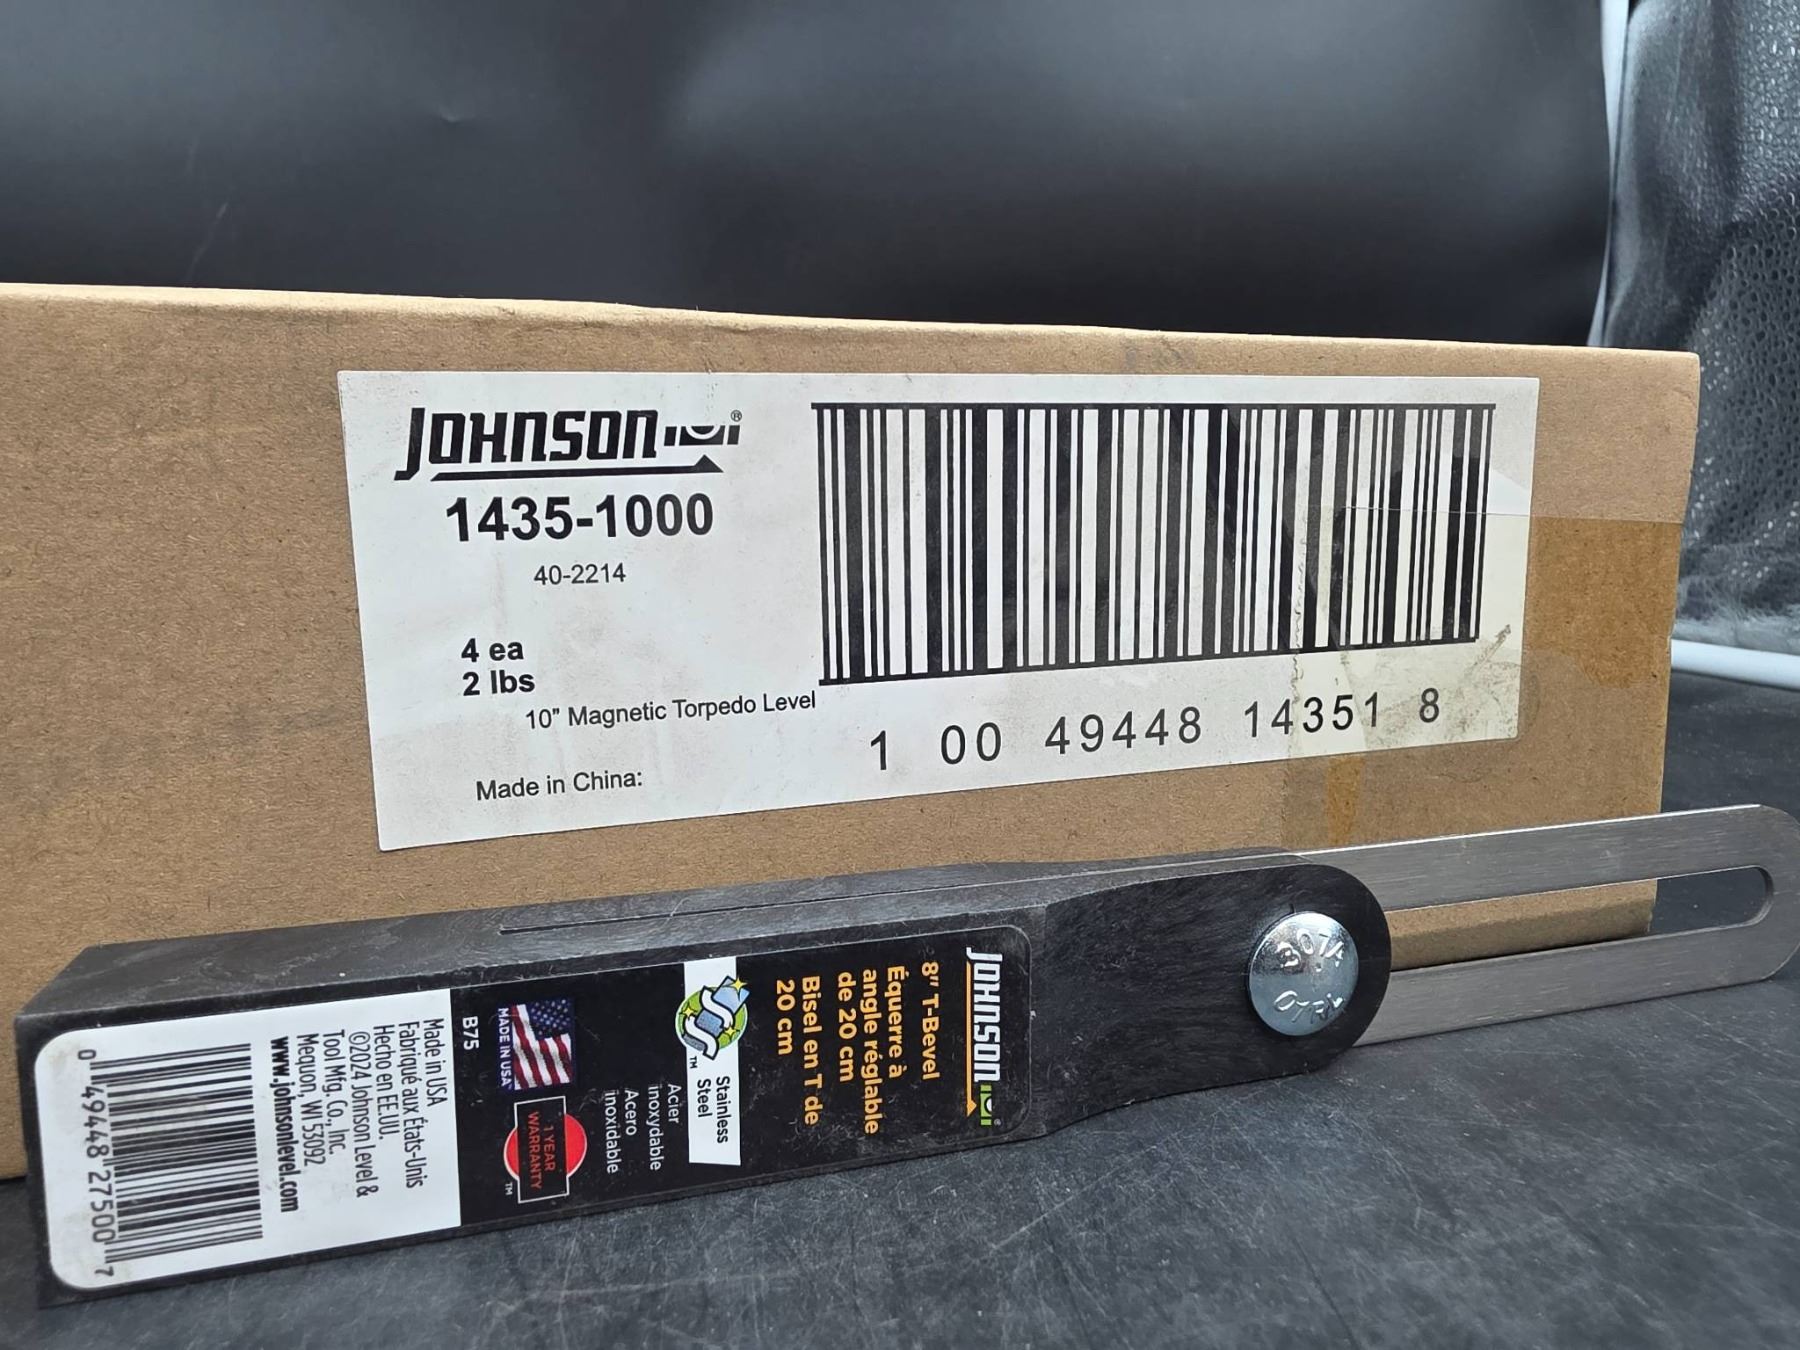 JOHNSON ®
1435-1000
40-2214
4 ea
2 lbs
10" Magnetic Torpedo Level
Made in China:
1 00 49448 14351 8
JOHNSON ®
8" T-Bevel
Équerre à
angle réglable
de 20 cm
Bisel en T de
20 cm
Stainless
Steel
Acier
inoxydable
Acero
inoxidable
TM
MADE IN USA
1 YEAR
WARRANTY
TM
B75
Made in USA
Fabriqué aux États-Unis
Hecho en EE.UU.
©2024 Johnson Level &
Tool Mfg. Co., Inc.
Mequon, WI 53092
www.johnsonlevel.com
0 49448 27500 7